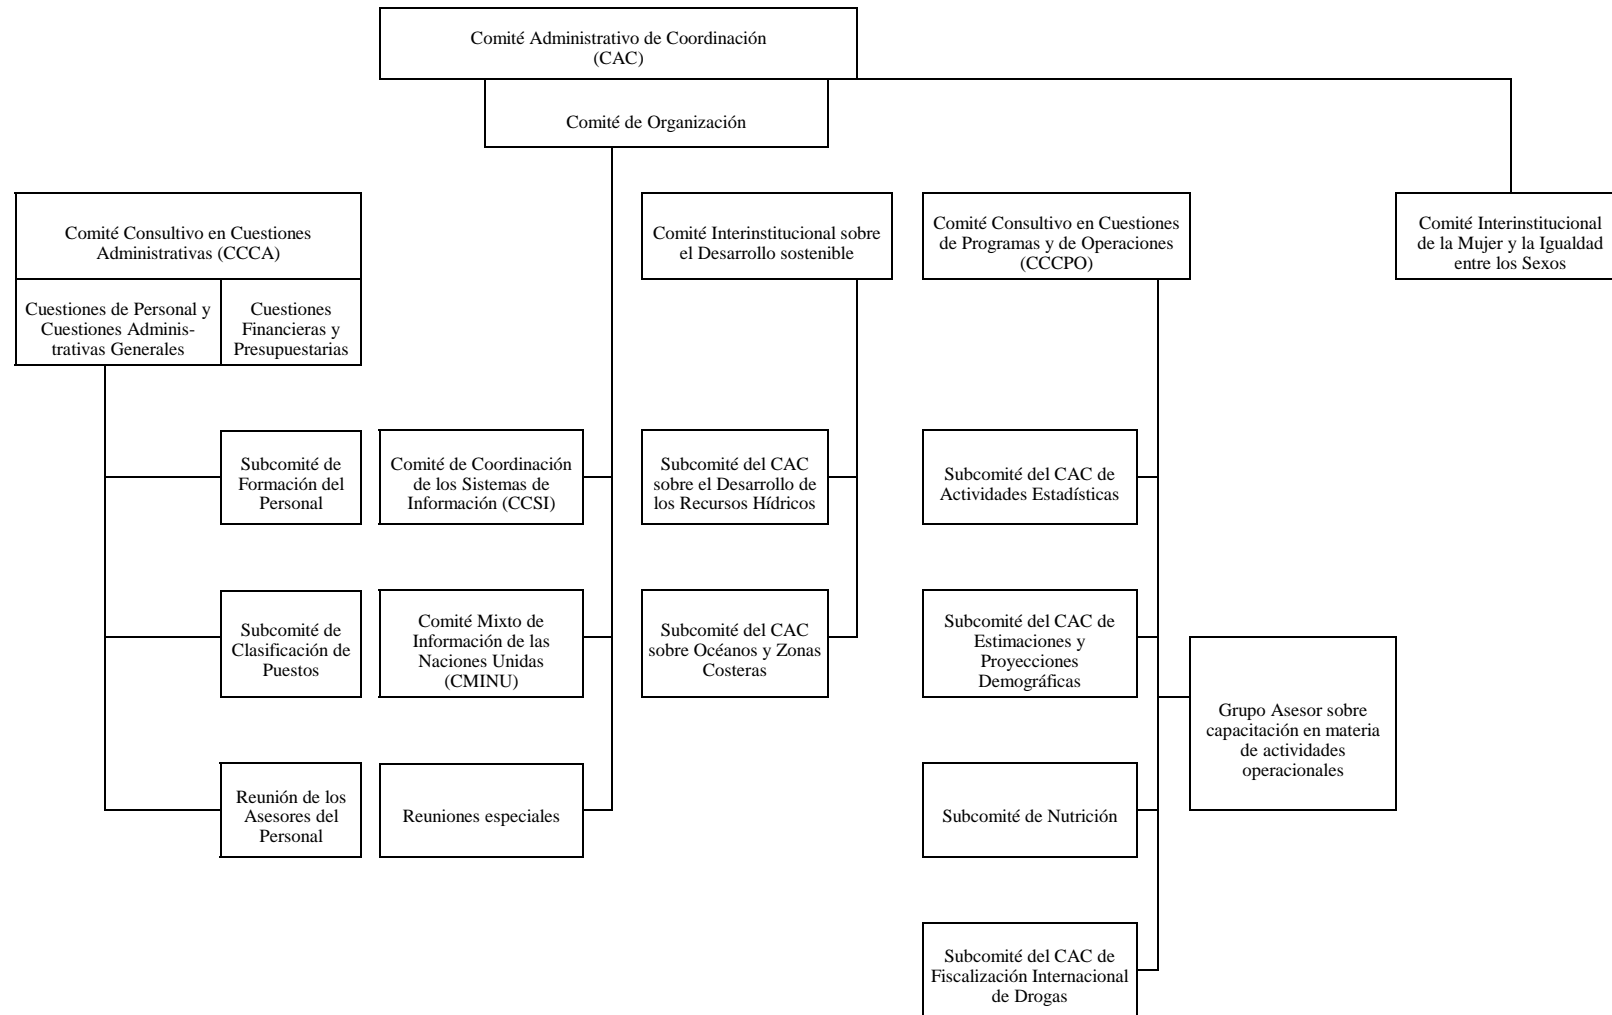 Comité Administrativo de Coordinación
(CAC)
Comité de Organización
Comité Consultivo en Cuestiones
Administrativas (CCCA)
Cuestiones de Personal y
Cuestiones Adminis-
trativas Generales
Cuestiones
Financieras y
Presupuestarias
Comité Interinstitucional sobre
el Desarrollo sostenible
Comité Consultivo en Cuestiones
de Programas y de Operaciones
(CCCPO)
Comité Interinstitucional
de la Mujer y la Igualdad
entre los Sexos
Subcomité de
Formación del
Personal
Comité de Coordinación
de los Sistemas de
Información (CCSI)
Subcomité del CAC
sobre el Desarrollo de
los Recursos Hídricos
Subcomité del CAC de
Actividades Estadísticas
Subcomité de
Clasificación de
Puestos
Comité Mixto de
Información de las
Naciones Unidas
(CMINU)
Subcomité del CAC
sobre Océanos y Zonas
Costeras
Subcomité del CAC de
Estimaciones y
Proyecciones
Demográficas
Grupo Asesor sobre
capacitación en materia
de actividades
operacionales
Reunión de los
Asesores del
Personal
Reuniones especiales
Subcomité de Nutrición
Subcomité del CAC de
Fiscalización Internacional
de Drogas